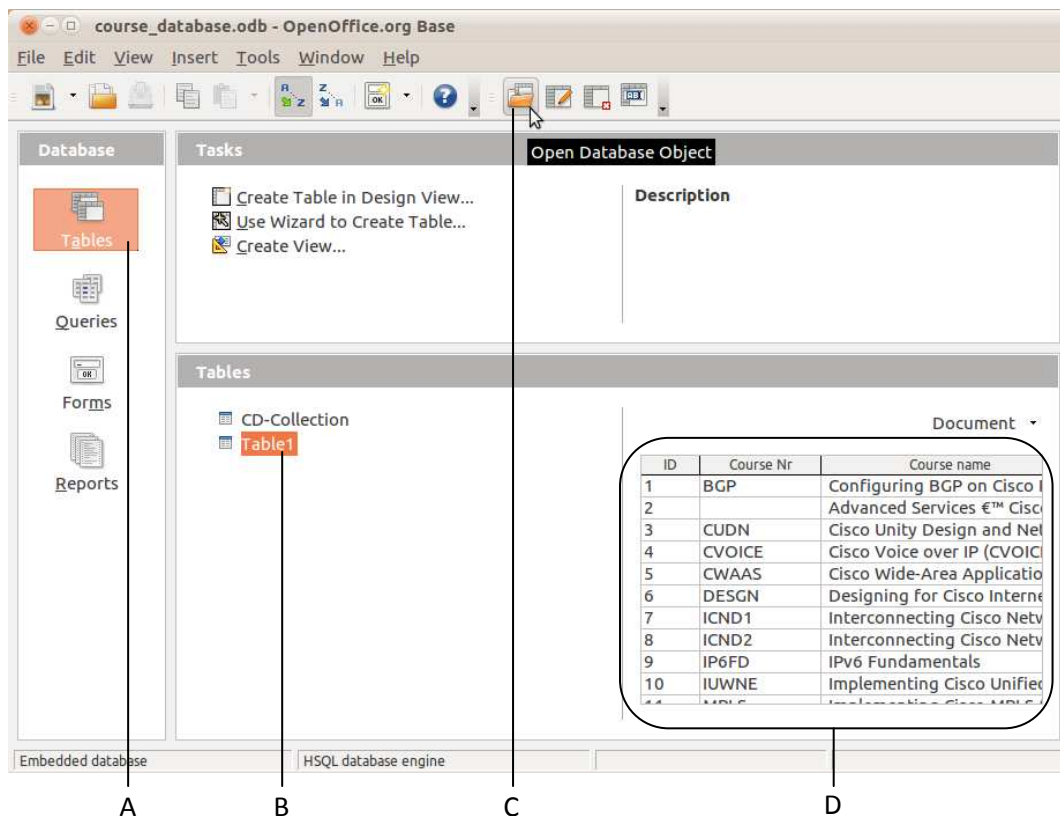 course_database.odb - OpenOffice.org Base
File Edit View Insert Tools Window Help
Open Database Object
Database
Tables
Queries
Forms
Reports
Tasks
Create Table in Design View...
Use Wizard to Create Table...
Create View...
Description
Tables
CD-Collection
Table1
Document
ID Course Nr Course name
1 BGP Configuring BGP on Cisco
2 Advanced Services €™ Cisc
3 CUDN Cisco Unity Design and Net
4 CVOICE Cisco Voice over IP (CVOIC
5 CWAAS Cisco Wide-Area Applicatio
6 DESGN Designing for Cisco Interne
7 ICND1 Interconnecting Cisco Netw
8 ICND2 Interconnecting Cisco Netw
9 IP6FD IPv6 Fundamentals
10 IUWNE Implementing Cisco Unified
Embedded database HSQL database engine
A B C D